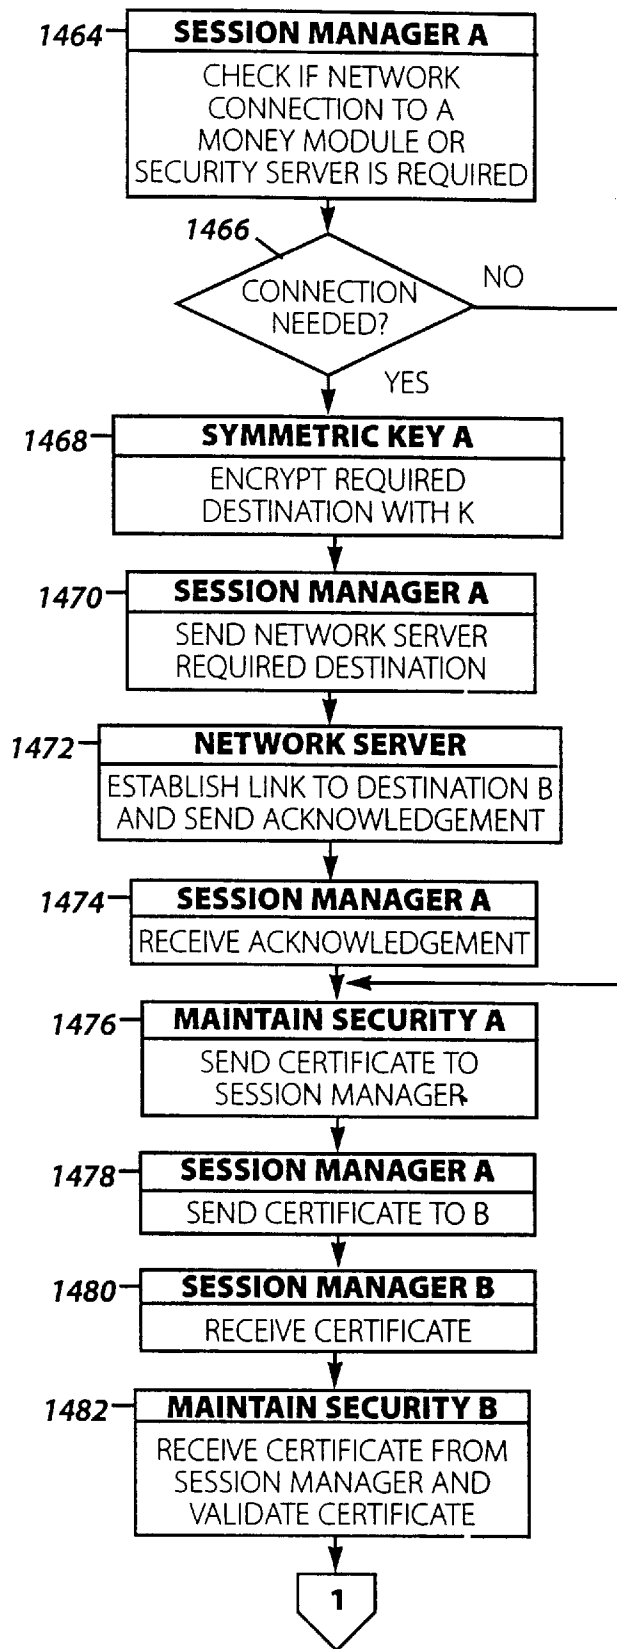 1464
SESSION MANAGER A
CHECK IF NETWORK
CONNECTION TO A
MONEY MODULE OR
SECURITY SERVER IS REQUIRED
1466
CONNECTION
NEEDED?
NO
YES
1468
SYMMETRIC KEY A
ENCRYPT REQUIRED
DESTINATION WITH K
1470
SESSION MANAGER A
SEND NETWORK SERVER
REQUIRED DESTINATION
1472
NETWORK SERVER
ESTABLISH LINK TO DESTINATION B
AND SEND ACKNOWLEDGEMENT
1474
SESSION MANAGER A
RECEIVE ACKNOWLEDGEMENT
1476
MAINTAIN SECURITY A
SEND CERTIFICATE TO
SESSION MANAGER
1478
SESSION MANAGER A
SEND CERTIFICATE TO B
1480
SESSION MANAGER B
RECEIVE CERTIFICATE
1482
MAINTAIN SECURITY B
RECEIVE CERTIFICATE FROM
SESSION MANAGER AND
VALIDATE CERTIFICATE
1